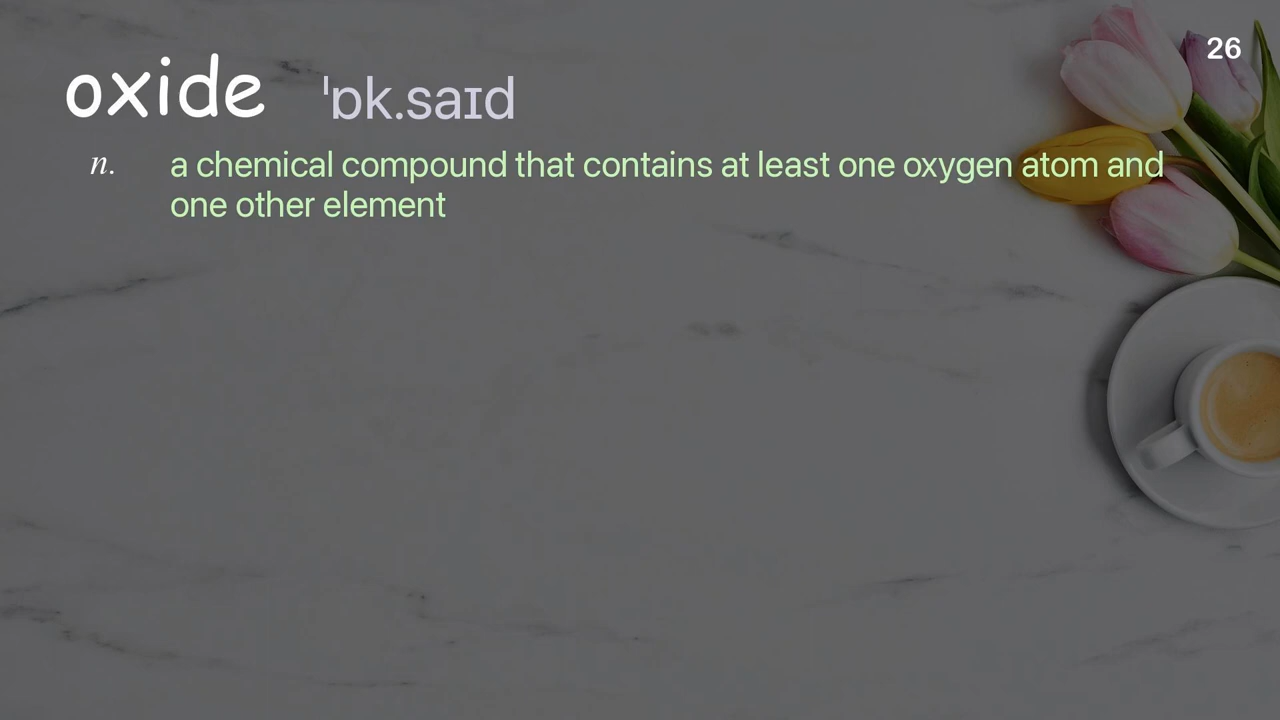 26
oxide ˈɒk.saɪd
n. a chemical compound that contains at least one oxygen atom and
one other element